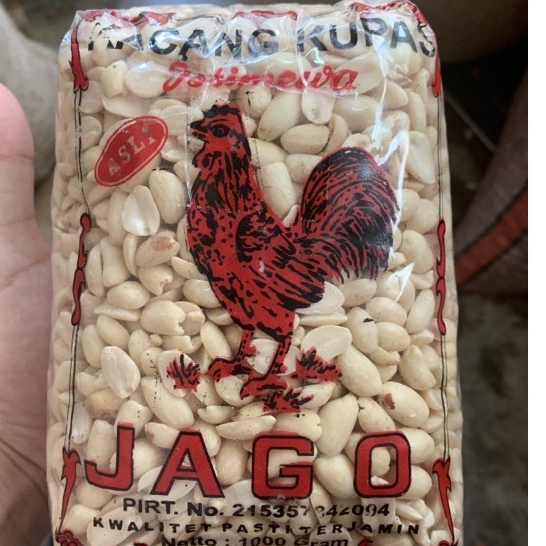 KACANG KUPAS
Istimewa
ASLI
JAGO
PIRT. No.
KWALITET PASTI TERJAMIN
Netto : 1000 Gram